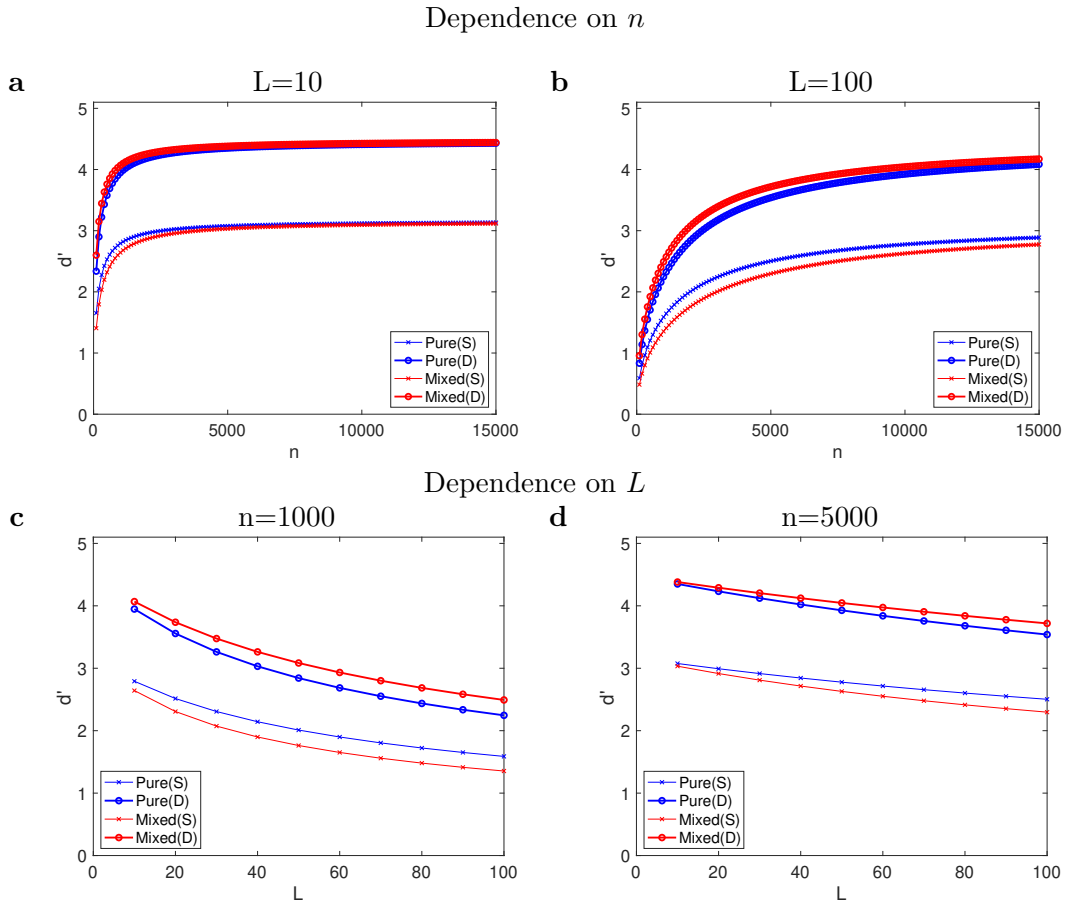 Dependence on n
a
L=10
5
4
3
2
1
0
d'
0 5000 10000 15000
n
Pure(S)
Pure(D)
Mixed(S)
Mixed(D)
b
L=100
5
4
3
2
1
0
d'
0 5000 10000 15000
n
Pure(S)
Pure(D)
Mixed(S)
Mixed(D)
Dependence on L
c
n=1000
5
4
3
2
1
0
d'
0 20 40 60 80 100
L
Pure(S)
Pure(D)
Mixed(S)
Mixed(D)
d
n=5000
5
4
3
2
1
0
d'
0 20 40 60 80 100
L
Pure(S)
Pure(D)
Mixed(S)
Mixed(D)